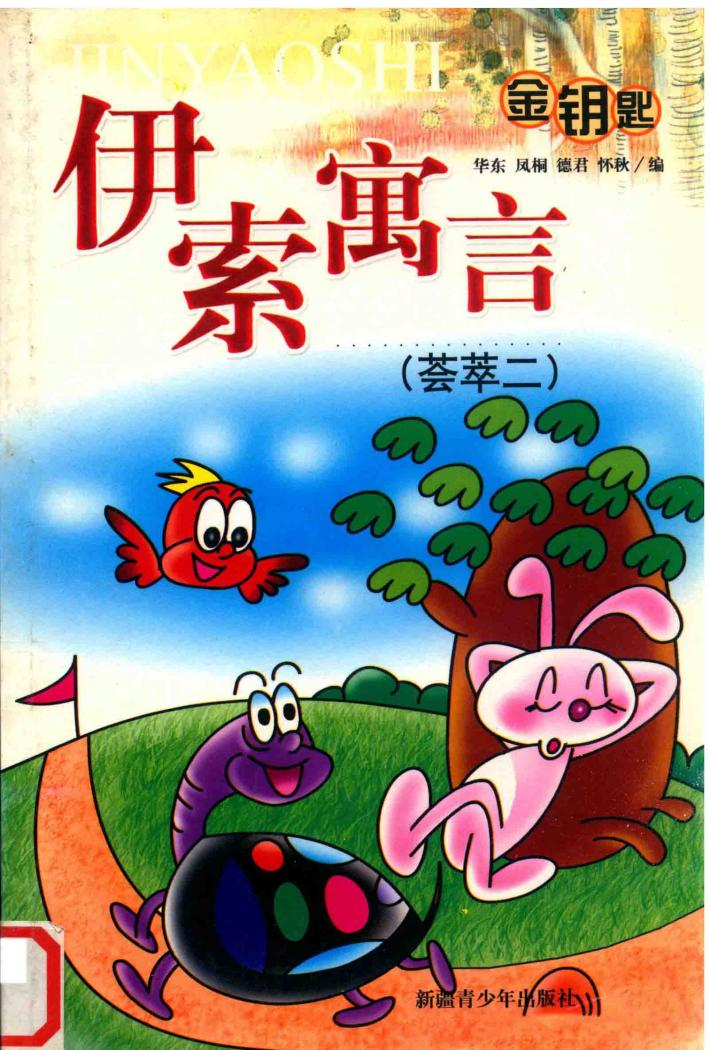 JINYAOSHI
金钥匙
华东 凤桐 德君 怀秋/编
伊索寓言
(荟萃二)
新疆青少年出版社